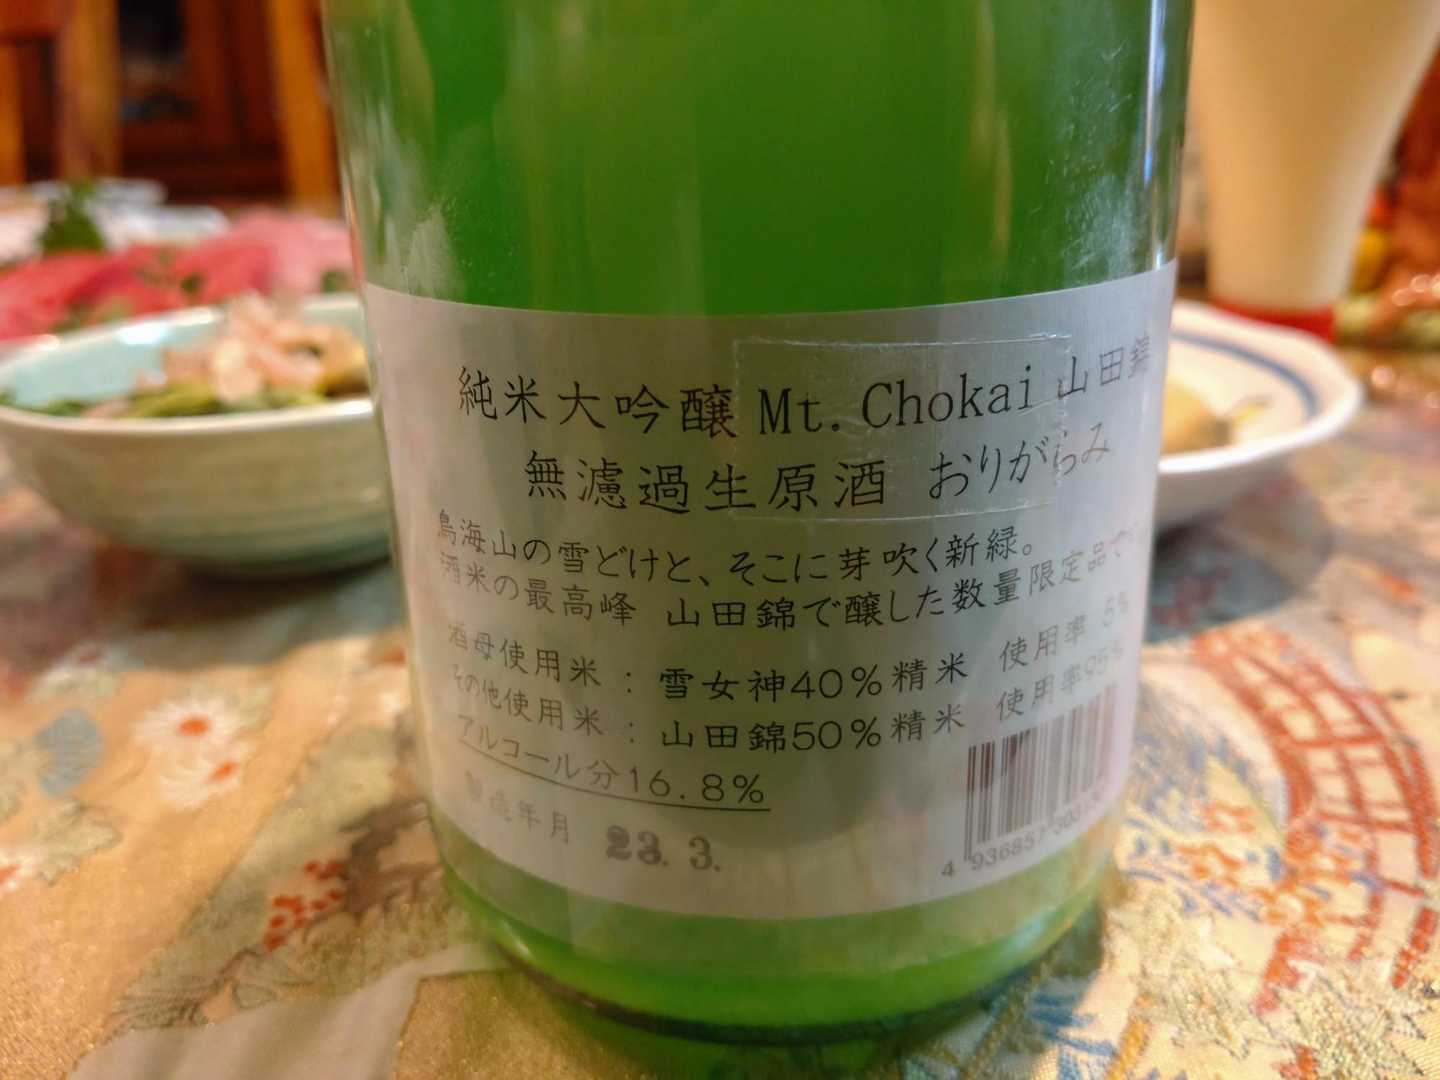 純米大吟醸 Mt. Chokai 山田錦
無濾過生原酒 おりがらみ
鳥海山の雪どけと、そこに芽吹く新緑。
酒米の最高峰 山田錦で醸した数量限定品で
酒母使用米：雪女神40%精米 使用率 5%
その他使用米：山田錦50%精米 使用率95%
アルコール分16.8%
製造年月 23. 3.
4 936857